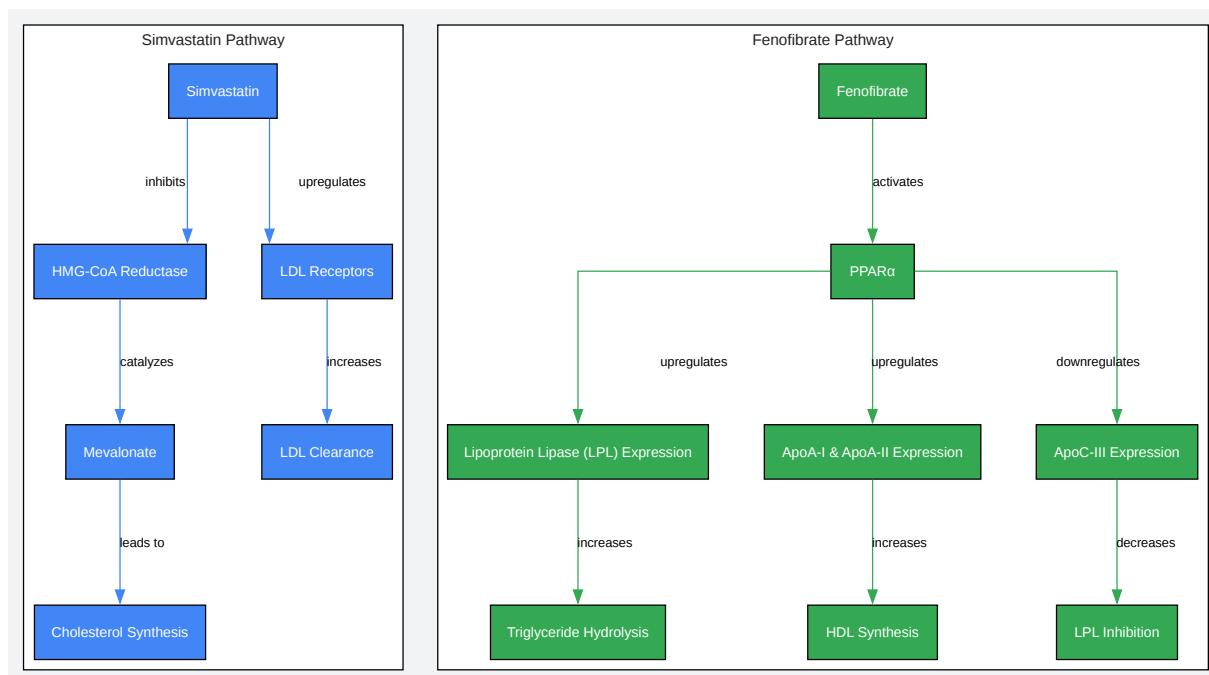 Simvastatin Pathway
Simvastatin
inhibits
upregulates
HMG-CoA Reductase
LDL Receptors
catalyzes
increases
Mevalonate
LDL Clearance
leads to
Cholesterol Synthesis
Fenofibrate Pathway
Fenofibrate
activates
PPARα
upregulates
upregulates
downregulates
Lipoprotein Lipase (LPL) Expression
ApoA-I & ApoA-II Expression
ApoC-III Expression
increases
increases
decreases
Triglyceride Hydrolysis
HDL Synthesis
LPL Inhibition